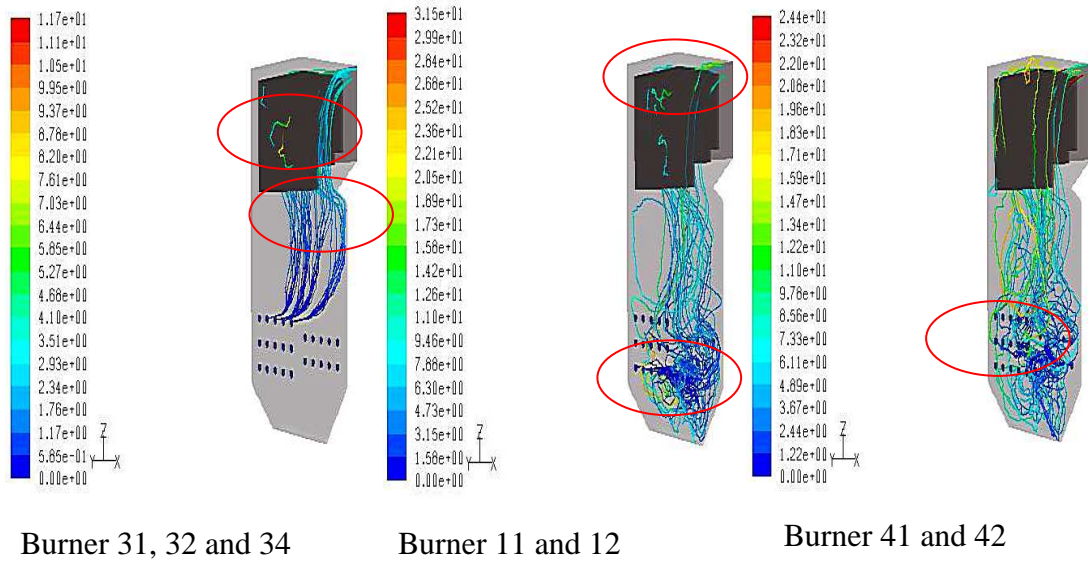 1.17e+01
1.11e+01
1.05e+01
9.95e+00
9.37e+00
8.78e+00
8.20e+00
7.61e+00
7.03e+00
6.44e+00
5.85e+00
5.27e+00
4.68e+00
4.10e+00
3.51e+00
2.93e+00
2.34e+00
1.76e+00
1.17e+00
5.85e-01
0.00e+00
Z
Y X
3.15e+01
2.99e+01
2.84e+01
2.68e+01
2.52e+01
2.36e+01
2.21e+01
2.05e+01
1.89e+01
1.73e+01
1.58e+01
1.42e+01
1.26e+01
1.10e+01
9.46e+00
7.88e+00
6.30e+00
4.73e+00
3.15e+00
1.58e+00
0.00e+00
Z
Y X
2.44e+01
2.32e+01
2.20e+01
2.08e+01
1.96e+01
1.83e+01
1.71e+01
1.59e+01
1.47e+01
1.34e+01
1.22e+01
1.10e+01
9.78e+00
8.56e+00
7.33e+00
6.11e+00
4.89e+00
3.67e+00
2.44e+00
1.22e+00
0.00e+00
Z
Y X
Burner 31, 32 and 34
Burner 11 and 12
Burner 41 and 42